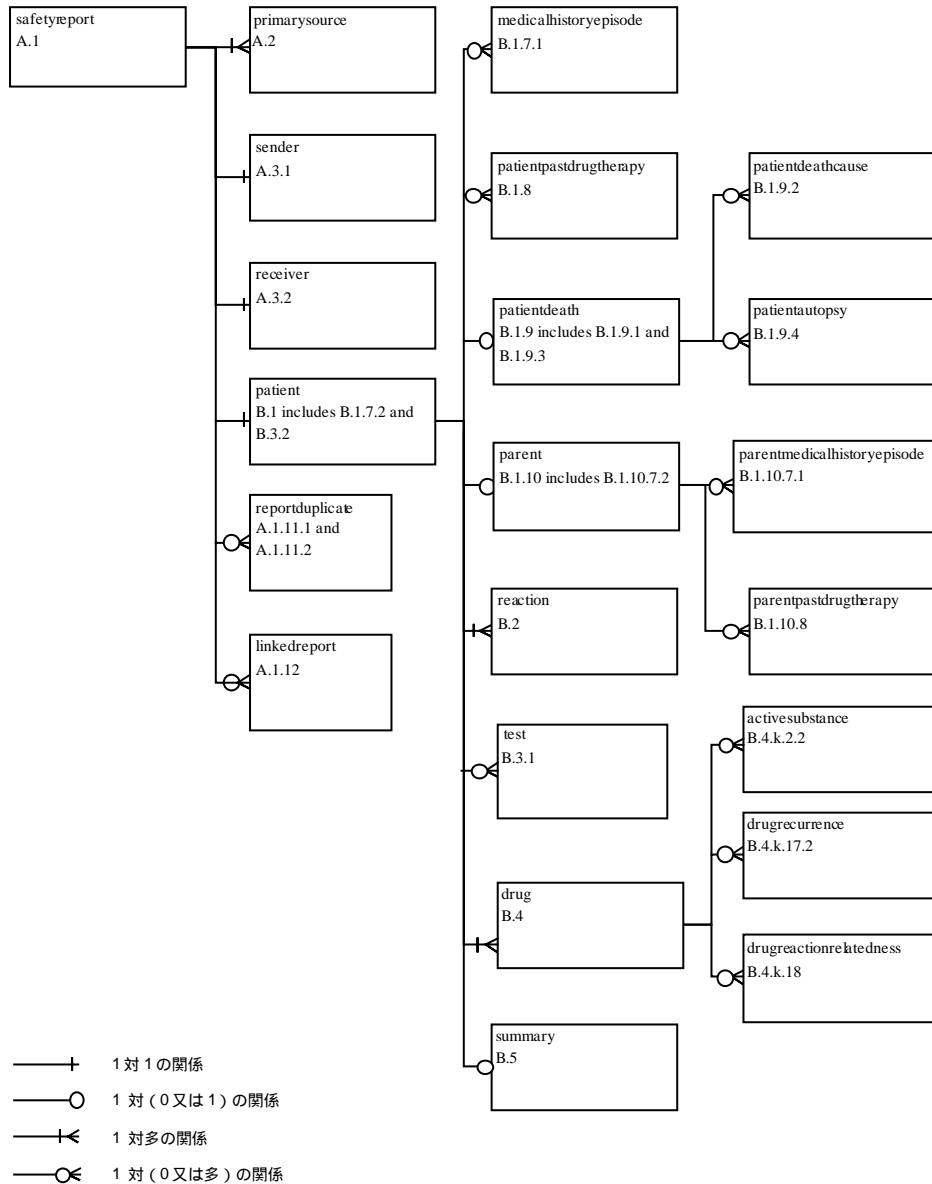 safetyreport
A.1
primarysource
A.2
sender
A.3.1
receiver
A.3.2
patient
B.1 includes B.1.7.2 and
B.3.2
reportduplicate
A.1.11.1 and
A.1.11.2
linkedreport
A.1.12
medicalhistoryepisode
B.1.7.1
patientpastdrugtherapy
B.1.8
patientdeath
B.1.9 includes B.1.9.1 and
B.1.9.3
parent
B.1.10 includes B.1.10.7.2
reaction
B.2
test
B.3.1
drug
B.4
summary
B.5
patientdeathcause
B.1.9.2
patientautopsy
B.1.9.4
parentmedicalhistoryepisode
B.1.10.7.1
parentpastdrugtherapy
B.1.10.8
activesubstance
B.4.k.2.2
drugrecurrence
B.4.k.17.2
drugreactionrelatedness
B.4.k.18
1対1の関係
1 対(0又は1)の関係
1 対多の関係
1 対(0又は多)の関係